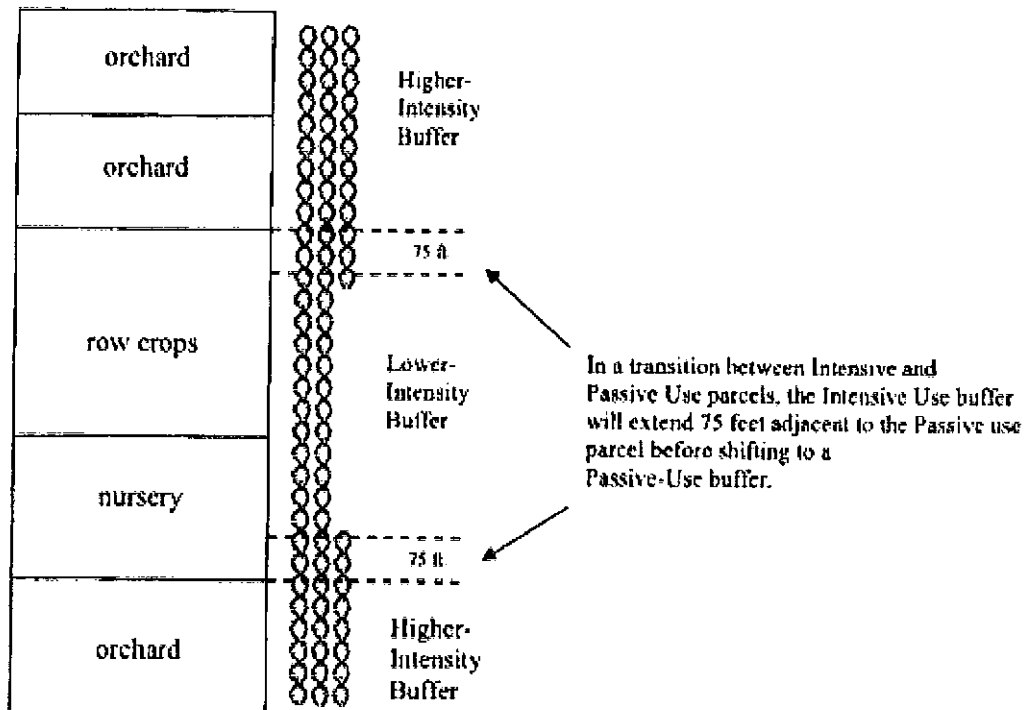 orchard
Higher-
Intensity
Buffer
orchard
75 ft
row crops
Lower-
Intensity
Buffer
In a transition between Intensive and
Passive Use parcels, the Intensive Use buffer
will extend 75 feet adjacent to the Passive use
parcel before shifting to a
Passive-Use buffer.
nursery
75 ft
orchard
Higher-
Intensity
Buffer